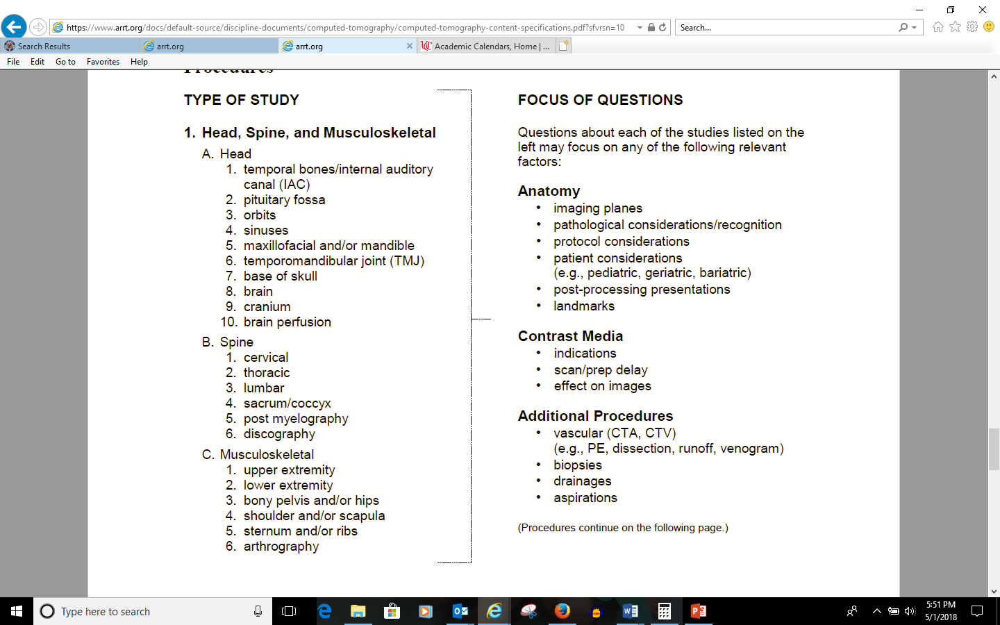 https://www.arrt.org/docs/default-source/discipline-documents/computed-tomography/computed-tomography-content-specifications.pdf?sfvrsn=10
Search...
Search Results
arrt.org
arrt.org
Academic Calendars, Home | ...
File Edit Go to Favorites Help
Procedures
TYPE OF STUDY
1. Head, Spine, and Musculoskeletal
A. Head
1. temporal bones/internal auditory
canal (IAC)
2. pituitary fossa
3. orbits
4. sinuses
5. maxillofacial and/or mandible
6. temporomandibular joint (TMJ)
7. base of skull
8. brain
9. cranium
10. brain perfusion
B. Spine
1. cervical
2. thoracic
3. lumbar
4. sacrum/coccyx
5. post myelography
6. discography
C. Musculoskeletal
1. upper extremity
2. lower extremity
3. bony pelvis and/or hips
4. shoulder and/or scapula
5. sternum and/or ribs
6. arthrography
FOCUS OF QUESTIONS
Questions about each of the studies listed on the
left may focus on any of the following relevant
factors:
Anatomy
• imaging planes
• pathological considerations/recognition
• protocol considerations
• patient considerations
(e.g., pediatric, geriatric, bariatric)
• post-processing presentations
• landmarks
Contrast Media
• indications
• scan/prep delay
• effect on images
Additional Procedures
• vascular (CTA, CTV)
(e.g., PE, dissection, runoff, venogram)
• biopsies
• drainages
• aspirations
(Procedures continue on the following page.)
Type here to search
5:51 PM
5/1/2018